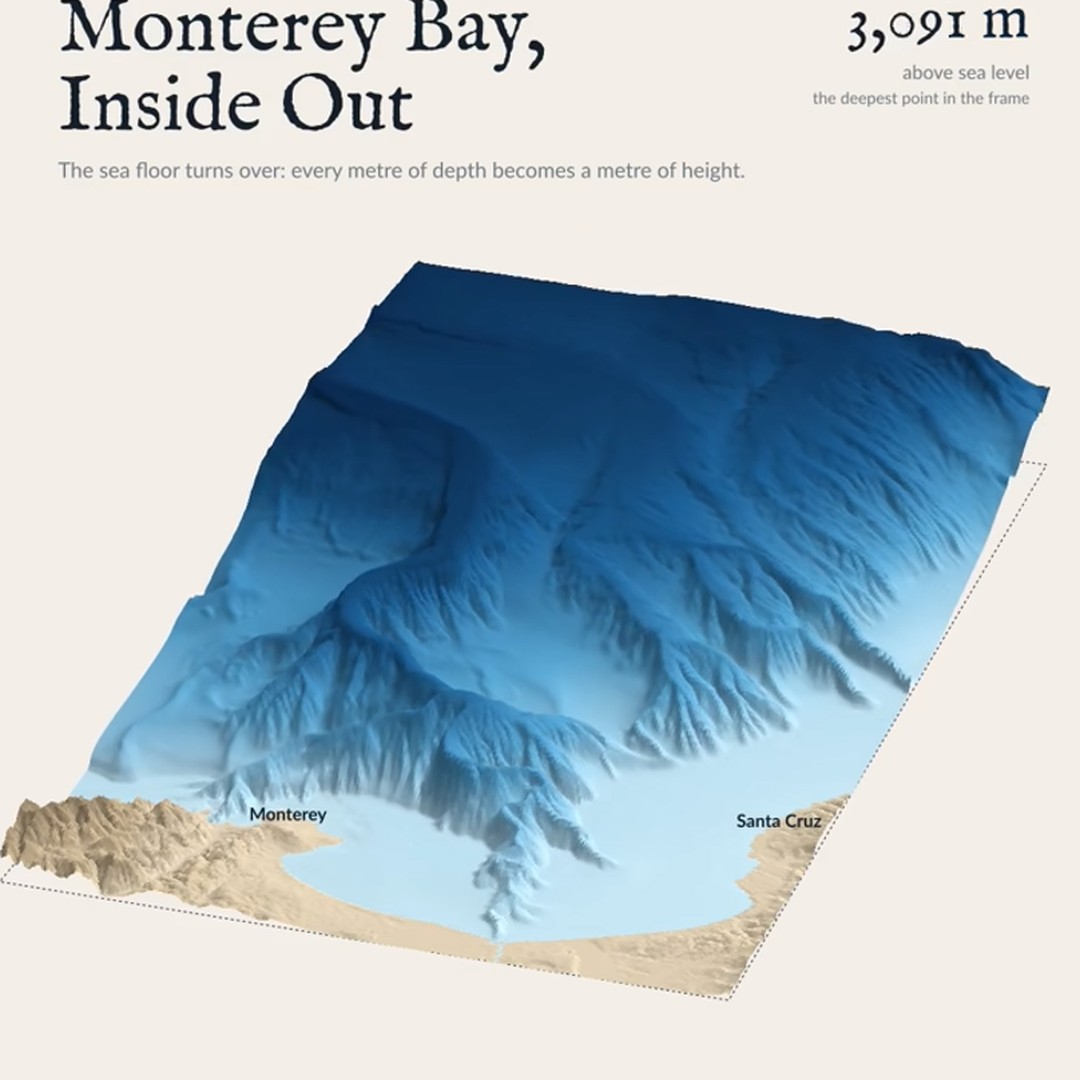 Monterey Bay,
Inside Out
The sea floor turns over: every metre of depth becomes a metre of height.
3,091 m
above sea level
the deepest point in the frame
Monterey
Santa Cruz